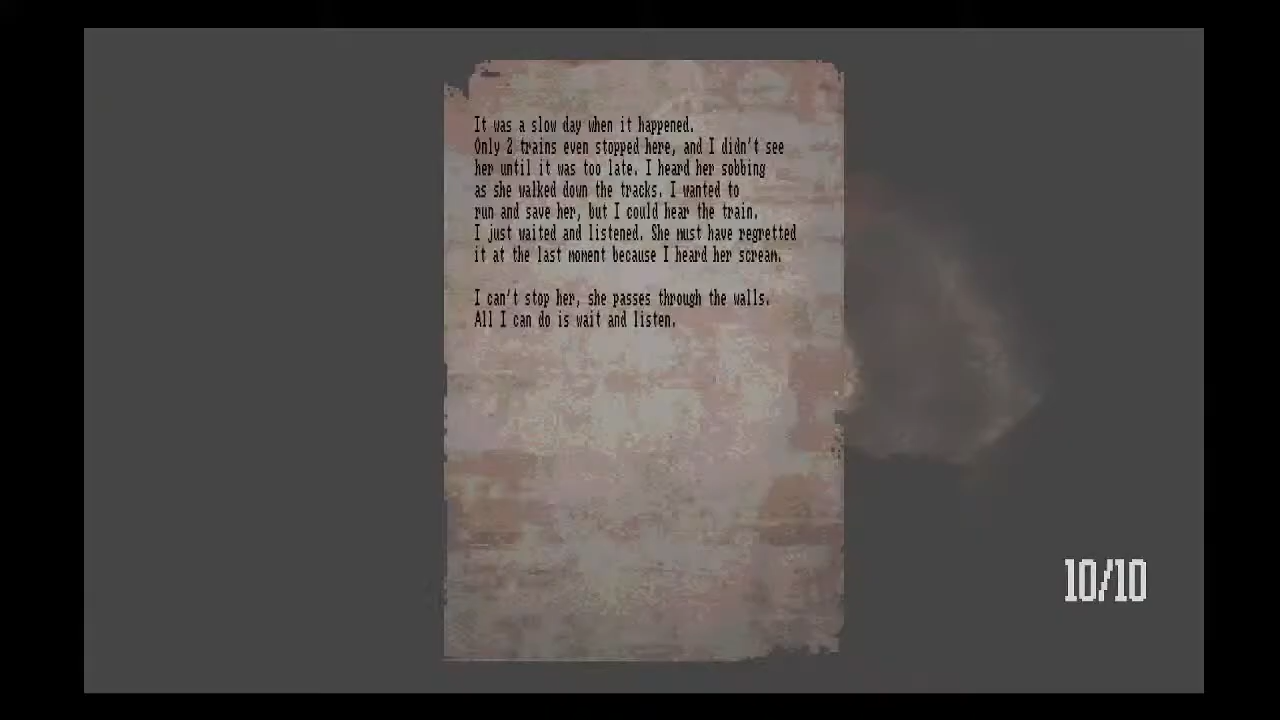 It was a slow day when it happened.
Only 2 trains even stopped here, and I didn't see
her until it was too late. I heard her sobbing
as she walked down the tracks. I wanted to
run and save her, but I could hear the train.
I just waited and listened. She must have regretted
it at the last moment because I heard her scream.
I can't stop her, she passes through the walls.
All I can do is wait and listen.
10/10